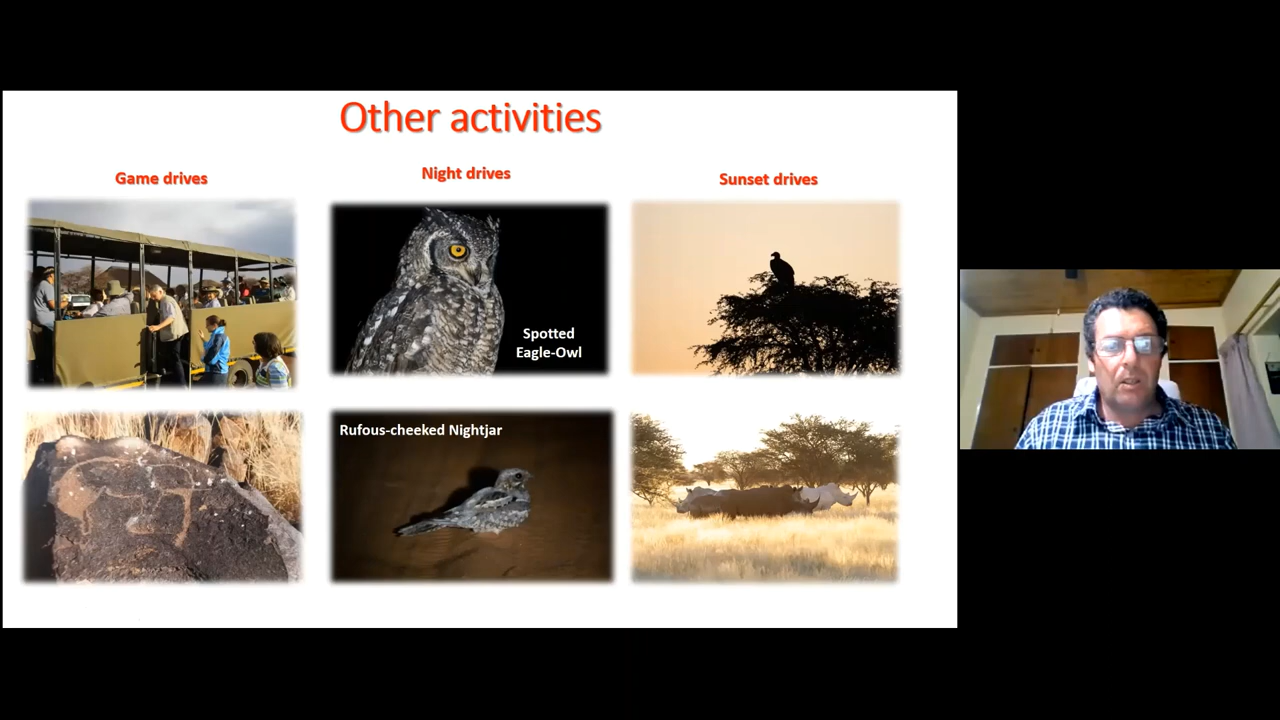 Other activities
Game drives
Night drives
Sunset drives
Spotted
Eagle-Owl
Rufous-cheeked Nightjar